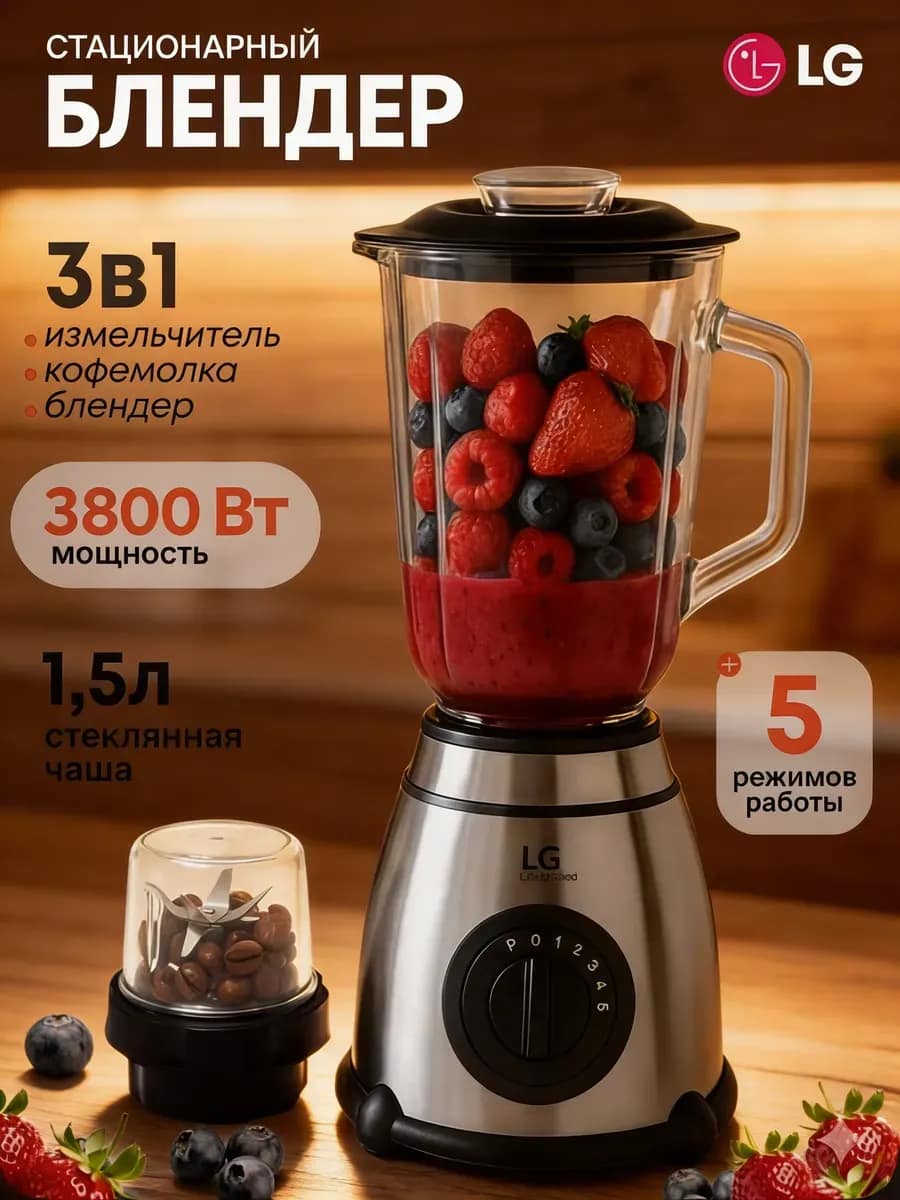 СТАЦИОНАРНЫЙ
БЛЕНДЕР
LG
3в1
измельчитель
кофемолка
блендер
3800 Вт
мощность
1,5л
стеклянная
чаша
+
5
режимов
работы
LG
P 0 1 2 3 4 5